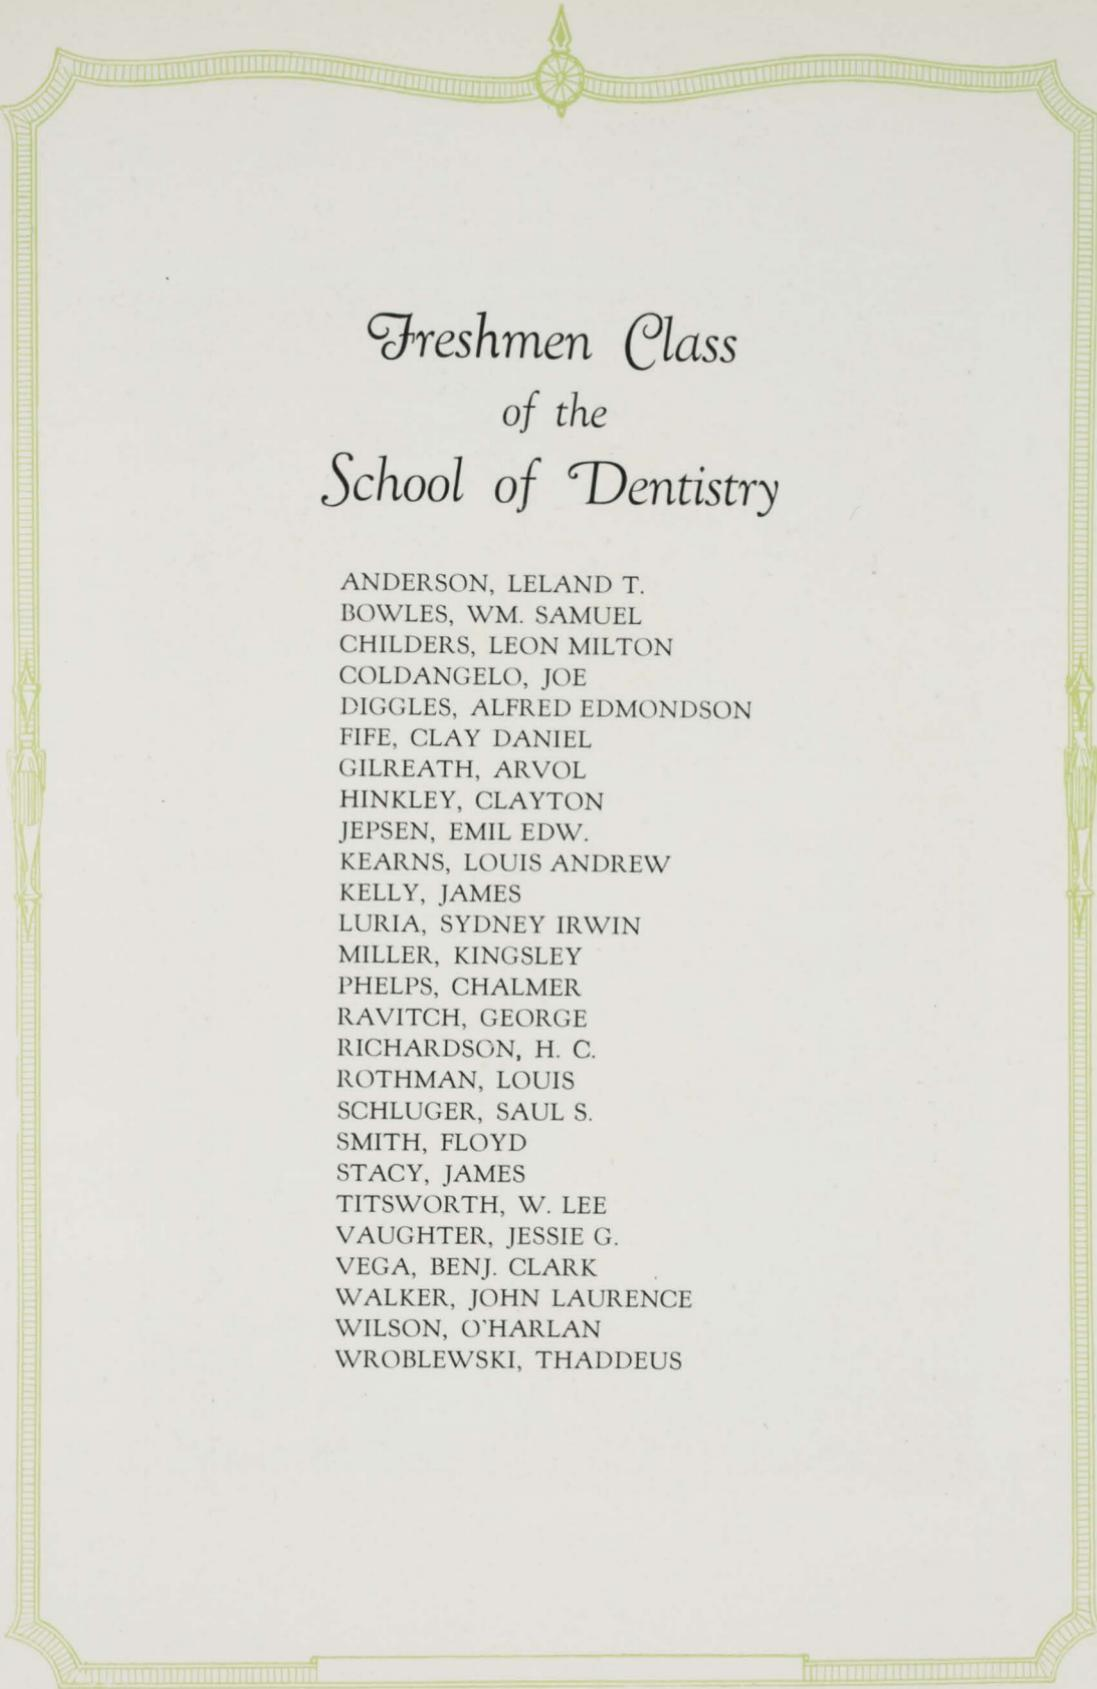 Freshmen Class
of the
School of Dentistry
ANDERSON, LELAND T.
BOWLES, WM. SAMUEL
CHILDERS, LEON MILTON
COLDANGELO, JOE
DIGGLES, ALFRED EDMONDSON
FIFE, CLAY DANIEL
GILREATH, ARVOL
HINKLEY, CLAYTON
JEPSEN, EMIL EDW.
KEARNS, LOUIS ANDREW
KELLY, JAMES
LURIA, SYDNEY IRWIN
MILLER, KINGSLEY
PHELPS, CHALMER
RAVITCH, GEORGE
RICHARDSON, H. C.
ROTHMAN, LOUIS
SCHLUGER, SAUL S.
SMITH, FLOYD
STACY, JAMES
TITSWORTH, W. LEE
VAUGHTER, JESSIE G.
VEGA, BENJ. CLARK
WALKER, JOHN LAURENCE
WILSON, O'HARLAN
WROBLEWSKI, THADDEUS